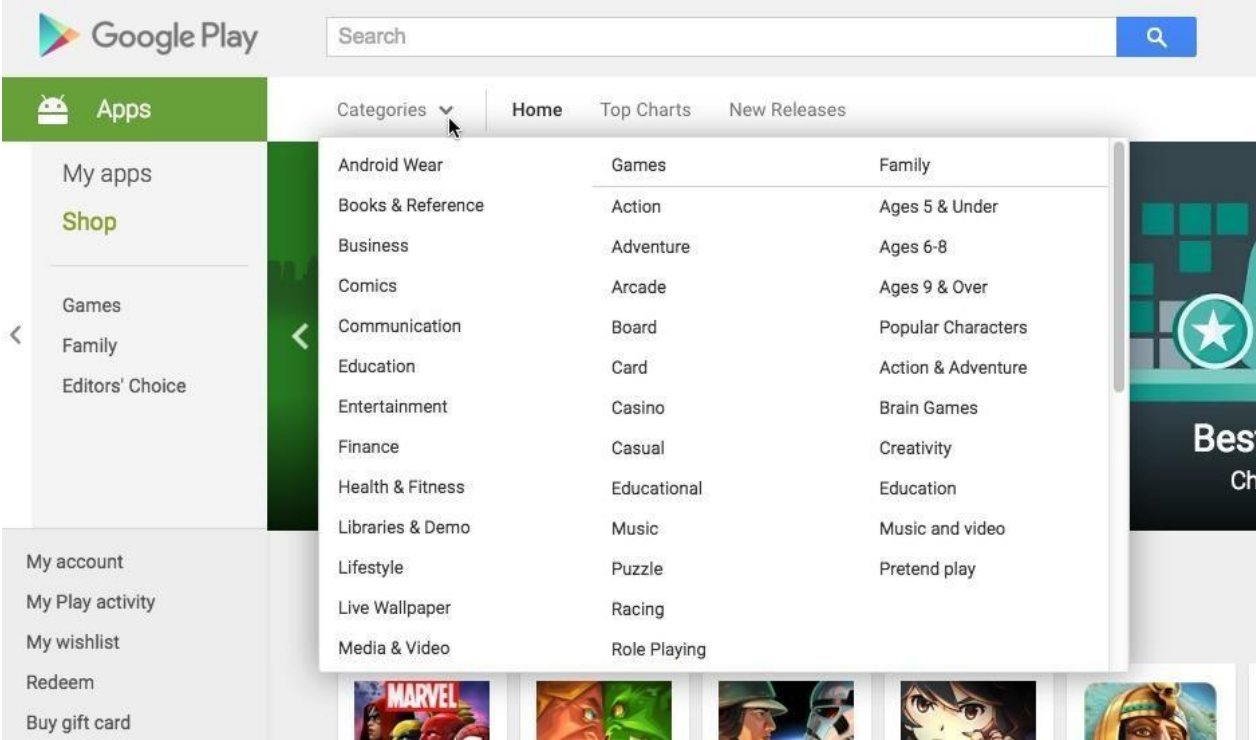 Google Play
Search
Apps
Categories
Home
Top Charts
New Releases
My apps
Shop
Games
Family
Editors' Choice
My account
My Play activity
My wishlist
Redeem
Buy gift card
Android Wear
Books & Reference
Business
Comics
Communication
Education
Entertainment
Finance
Health & Fitness
Libraries & Demo
Lifestyle
Live Wallpaper
Media & Video
Games
Action
Adventure
Arcade
Board
Card
Casino
Casual
Educational
Music
Puzzle
Racing
Role Playing
Family
Ages 5 & Under
Ages 6-8
Ages 9 & Over
Popular Characters
Action & Adventure
Brain Games
Creativity
Education
Music and video
Pretend play
Bes
Ch
MARVEL